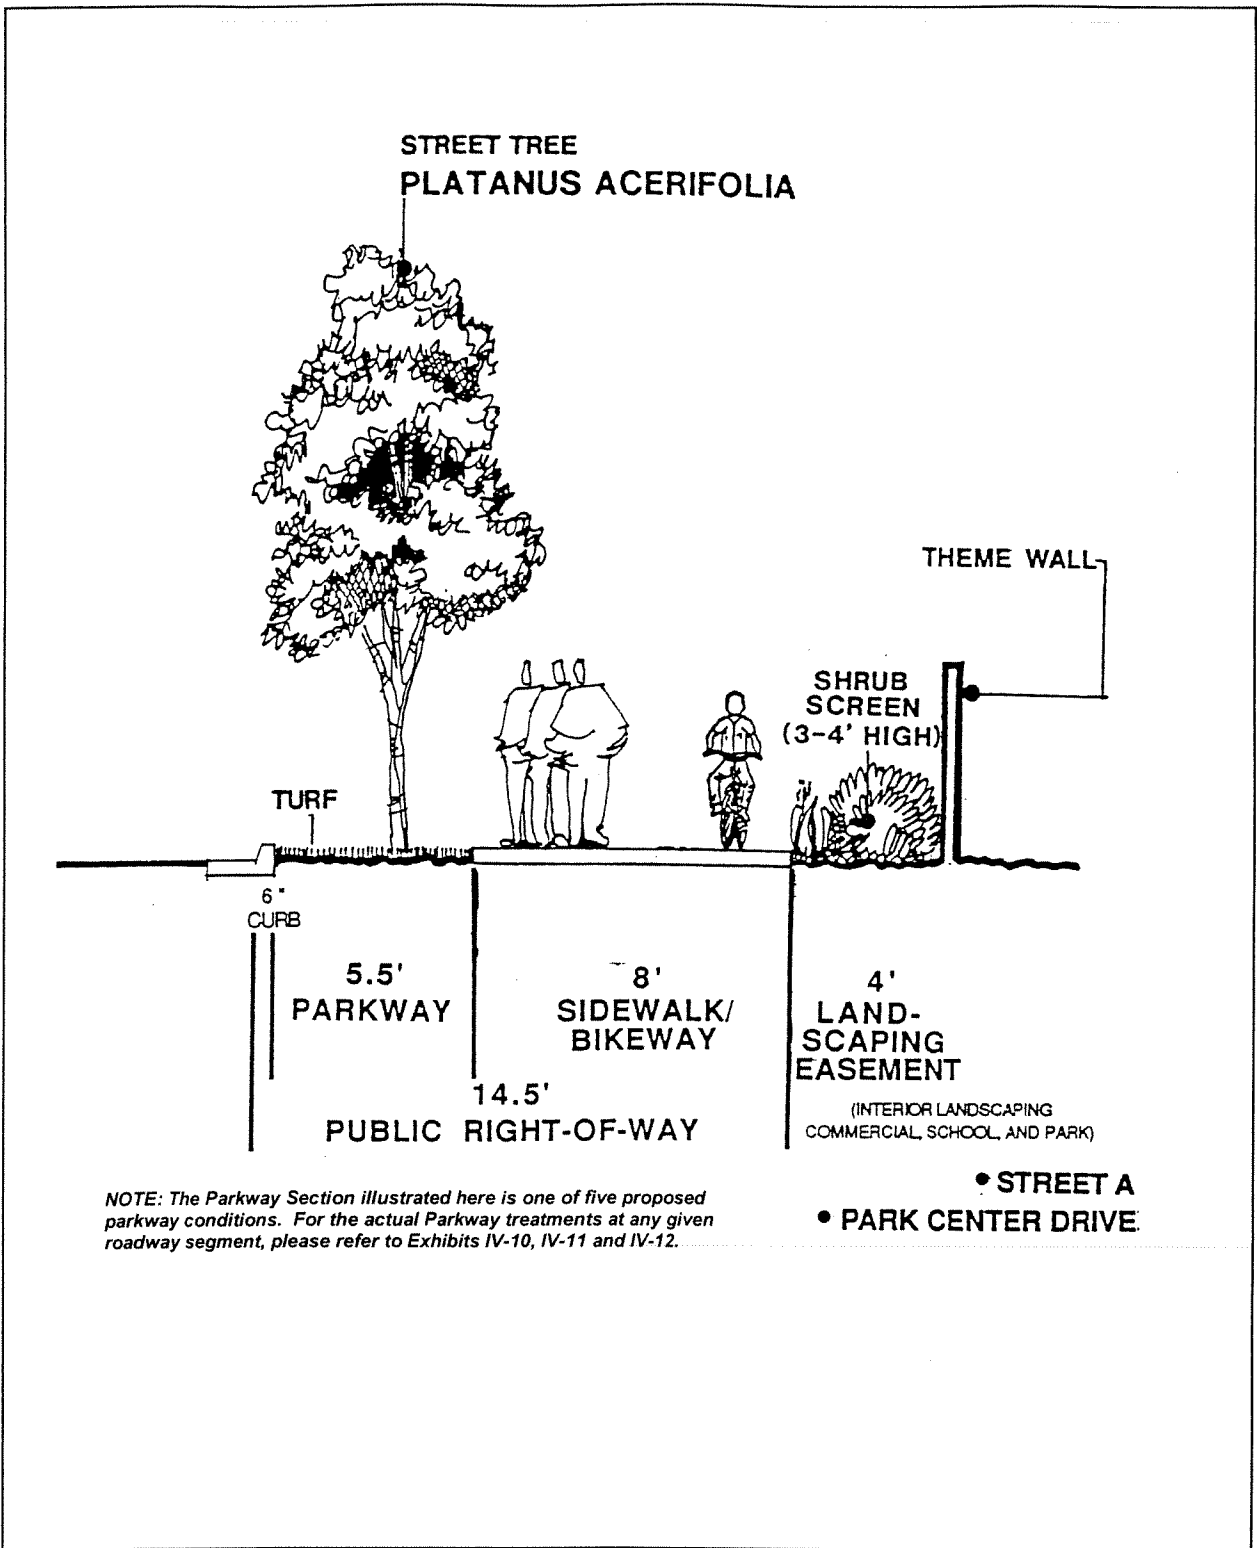 STREET TREE
PLATANUS ACERIFOLIA
THEME WALL
SHRUB
SCREEN
(3-4' HIGH)
TURF
6"
CURB
5.5'
PARKWAY
8'
SIDEWALK/
BIKEWAY
4'
LAND-
SCAPING
EASEMENT
14.5'
PUBLIC RIGHT-OF-WAY
(INTERIOR LANDSCAPING
COMMERCIAL, SCHOOL, AND PARK)
• STREET A
• PARK CENTER DRIVE
NOTE: The Parkway Section illustrated here is one of five proposed
parkway conditions. For the actual Parkway treatments at any given
roadway segment, please refer to Exhibits IV-10, IV-11 and IV-12.